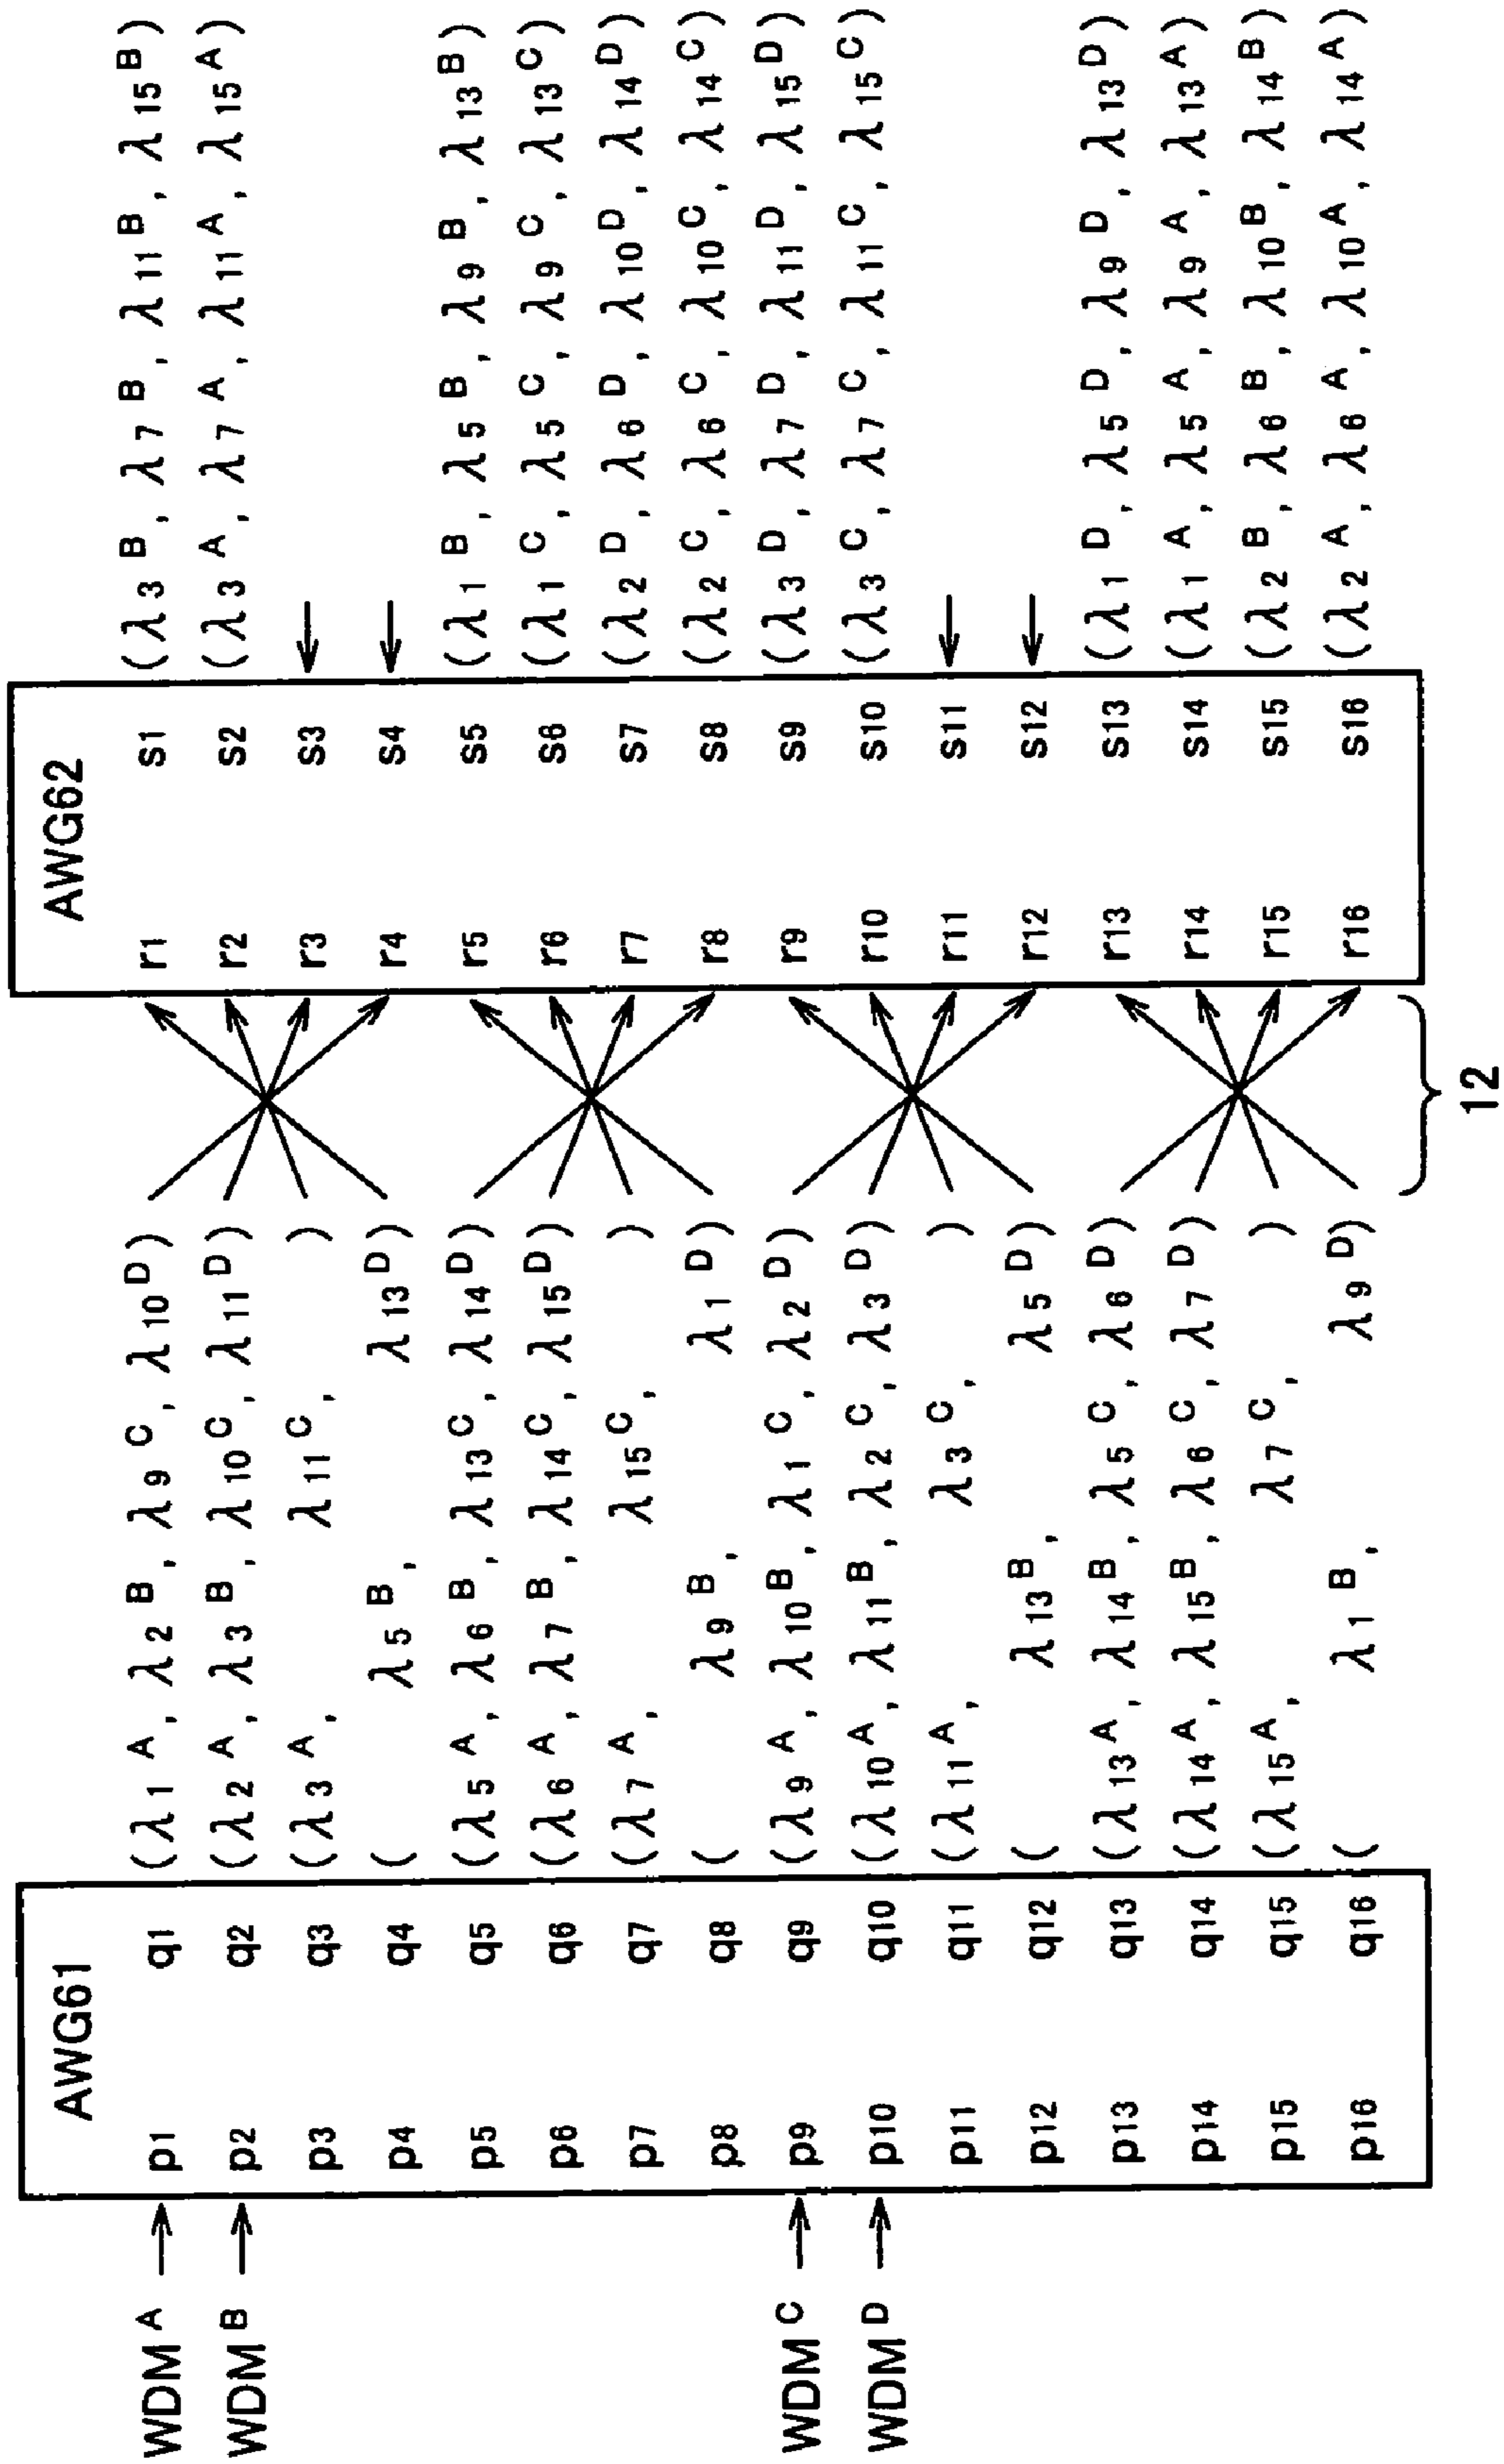 AWG61
AWG62
WDM A → p1 q1 (λ1 A, λ2 B, λ9 C, λ10 D) r1 s1 (λ3 B, λ7 B, λ11 B, λ15 B)
WDM B → p2 q2 (λ2 A, λ3 B, λ10 C, λ11 D) r2 s2 (λ3 A, λ7 A, λ11 A, λ15 A)
p3 q3 (λ3 A, λ11 C, ) r3 s3 ←
p4 q4 ( λ5 B, λ13 D) r4 s4 ←
p5 q5 (λ5 A, λ6 B, λ13 C, λ14 D) r5 s5 (λ1 B, λ5 B, λ9 B, λ13 B)
p6 q6 (λ6 A, λ7 B, λ14 C, λ15 D) r6 s6 (λ1 C, λ5 C, λ9 C, λ13 C)
p7 q7 (λ7 A, λ15 C, ) r7 s7 (λ2 D, λ6 D, λ10 D, λ14 D)
p8 q8 ( λ9 B, λ1 D) r8 s8 (λ2 C, λ6 C, λ10 C, λ14 C)
WDM C → p9 q9 (λ9 A, λ10 B, λ1 C, λ2 D) r9 s9 (λ3 D, λ7 D, λ11 D, λ15 D)
WDM D → p10 q10 (λ10 A, λ11 B, λ2 C, λ3 D) r10 s10 (λ3 C, λ7 C, λ11 C, λ15 C)
p11 q11 (λ11 A, λ3 C, ) r11 s11 ←
p12 q12 ( λ13 B, λ5 D) r12 s12 ←
p13 q13 (λ13 A, λ14 B, λ5 C, λ6 D) r13 s13 (λ1 D, λ5 D, λ9 D, λ13 D)
p14 q14 (λ14 A, λ15 B, λ6 C, λ7 D) r14 s14 (λ1 A, λ5 A, λ9 A, λ13 A)
p15 q15 (λ15 A, λ7 C, ) r15 s15 (λ2 B, λ6 B, λ10 B, λ14 B)
p16 q16 ( λ1 B, λ9 D) r16 s16 (λ2 A, λ6 A, λ10 A, λ14 A)
12